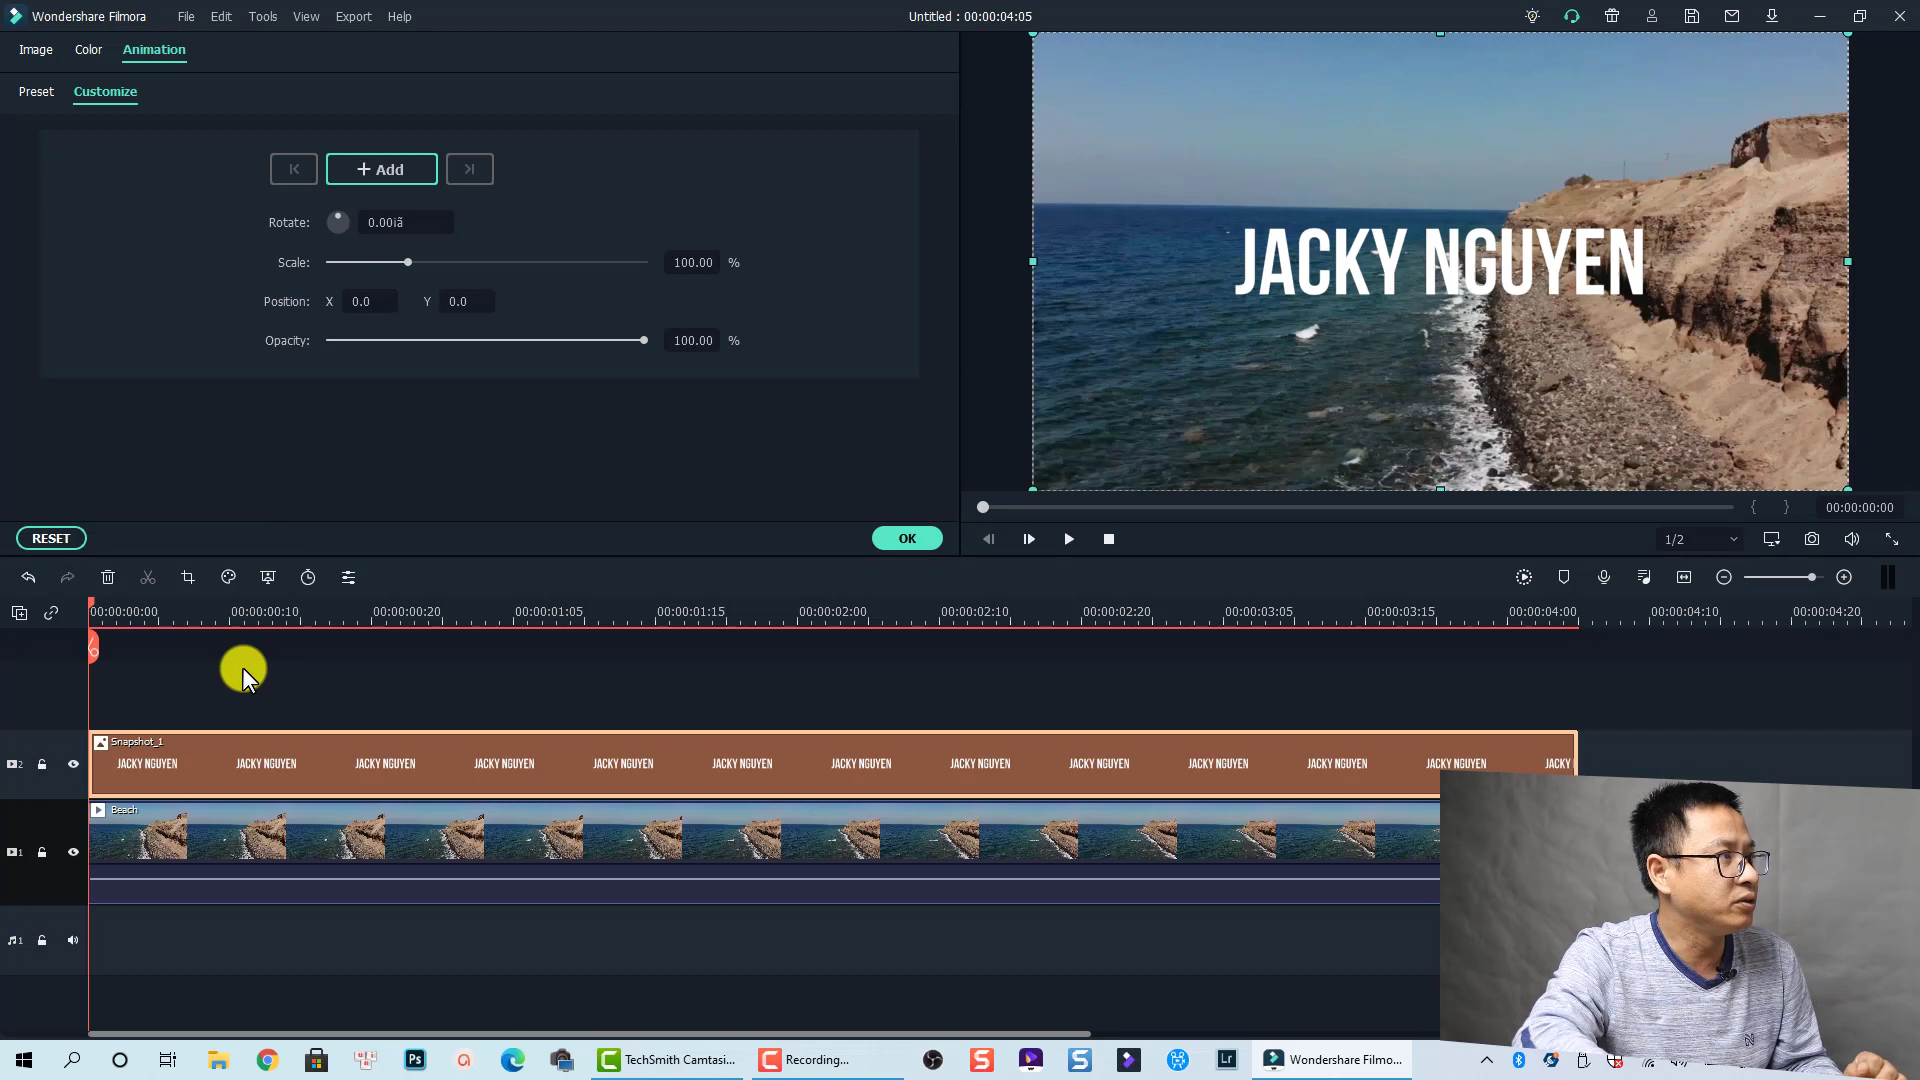 Wondershare Filmora File Edit Tools View Export Help Untitled : 00:00:04:05
Image Color Animation
Preset Customize
+ Add
Rotate: 0.00iã
Scale: 100.00 %
Position: X 0.0 Y 0.0
Opacity: 100.00 %
JACKY NGUYEN
{ } 00:00:00:00
RESET OK
1/2
00:00:00:00 00:00:00:10 00:00:00:20 00:00:01:05 00:00:01:15 00:00:02:00 00:00:02:10 00:00:02:20 00:00:03:05 00:00:03:15 00:00:04:00 00:00:04:10 00:00:04:20
Snapshot_1
2 JACKY NGUYEN JACKY NGUYEN JACKY NGUYEN JACKY NGUYEN JACKY NGUYEN JACKY NGUYEN JACKY NGUYEN JACKY NGUYEN JACKY NGUYEN JACKY NGUYEN JACKY NGUYEN JACKY NGUYEN JACKY
Beach
1
1
Ps TechSmith Camtasi... Recording... Lr Wondershare Filmo...